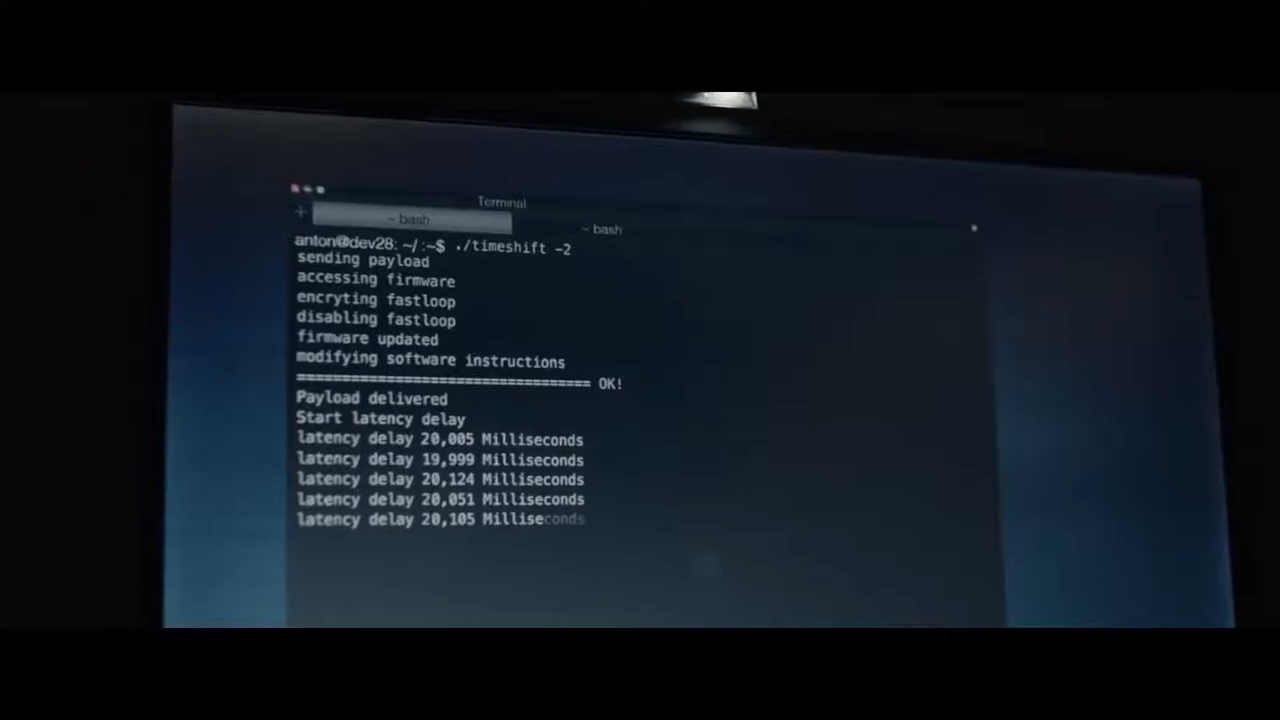 Terminal
~ bash
~ bash
anton@dev28: ~/ :~$ ./timeshift -2
sending payload
accessing firmware
encryting fastloop
disabling fastloop
firmware updated
modifying software instructions
================================= OK!
Payload delivered
Start latency delay
latency delay 20,005 Milliseconds
latency delay 19,999 Milliseconds
latency delay 20,124 Milliseconds
latency delay 20,051 Milliseconds
latency delay 20,105 Milliseconds